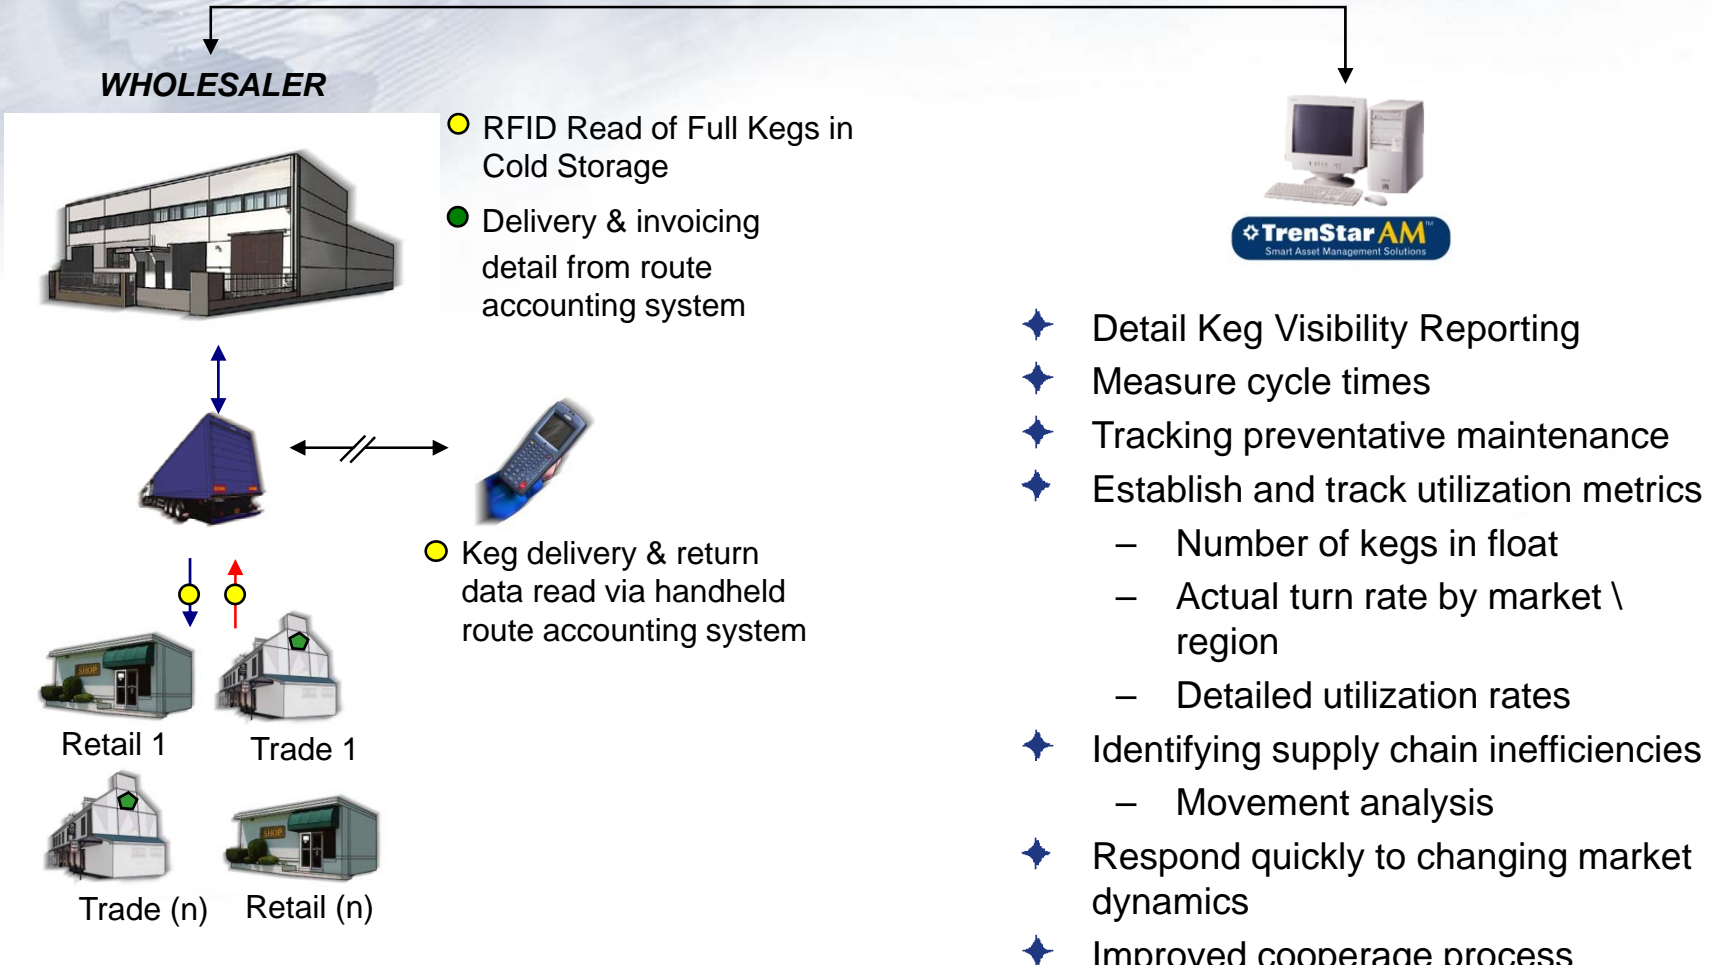 WHOLESALER
RFID Read of Full Kegs in
Cold Storage
Delivery & invoicing
detail from route
accounting system
Keg delivery & return
data read via handheld
route accounting system
SHOP
Retail 1
Trade 1
SHOP
Trade (n)
Retail (n)
TrenStar AM™
Smart Asset Management Solutions
Detail Keg Visibility Reporting
Measure cycle times
Tracking preventative maintenance
Establish and track utilization metrics
– Number of kegs in float
– Actual turn rate by market \
region
– Detailed utilization rates
Identifying supply chain inefficiencies
– Movement analysis
Respond quickly to changing market
dynamics
Improved cooperage process